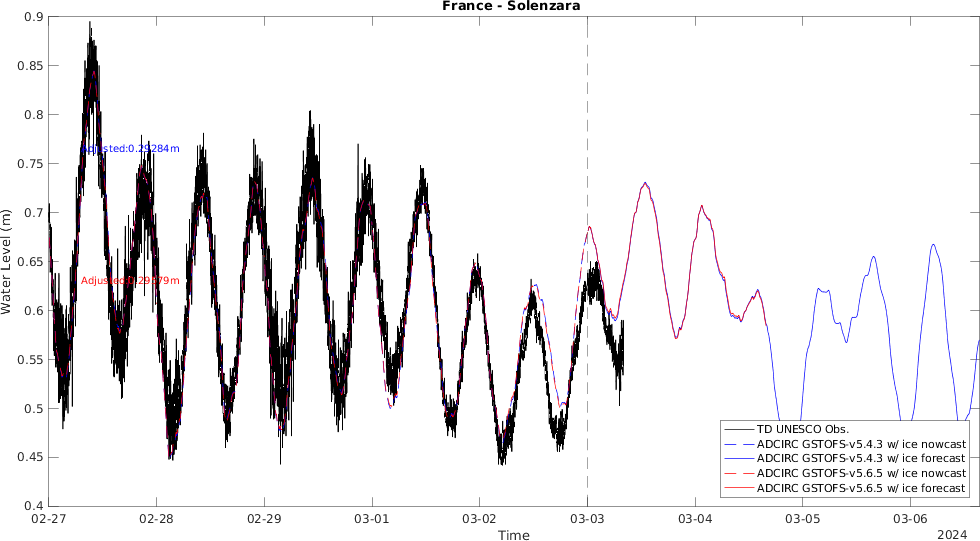 France - Solenzara
0.9
0.85
0.8
0.75
0.7
0.65
0.6
0.55
0.5
0.45
0.4
Water Level (m)
Adjusted:0.29284m
TD UNESCO Obs.
ADCIRC GSTOFS-v5.4.3 w/ ice nowcast
ADCIRC GSTOFS-v5.4.3 w/ ice forecast
ADCIRC GSTOFS-v5.6.5 w/ ice nowcast
ADCIRC GSTOFS-v5.6.5 w/ ice forecast
02-27
02-28
02-29
03-01
03-02
03-03
03-04
03-05
03-06
Time
2024